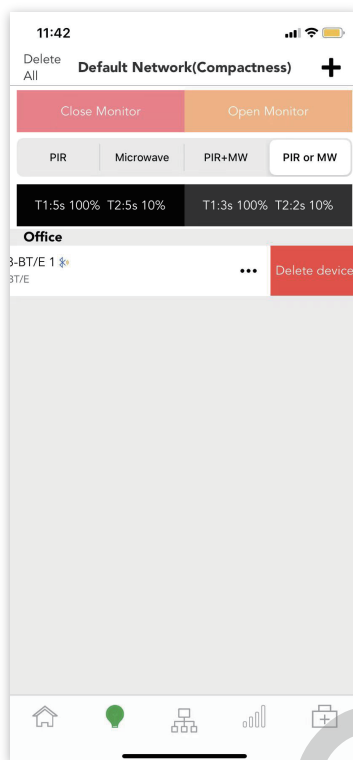 11:42
Delete All
Default Network(Compactness)
Close Monitor
Open Monitor
PIR
Microwave
PIR+MW
PIR or MW
T1:5s 100% T2:5s 10%
T1:3s 100% T2:2s 10%
Office
-BT/E 1
Delete device
BT/E